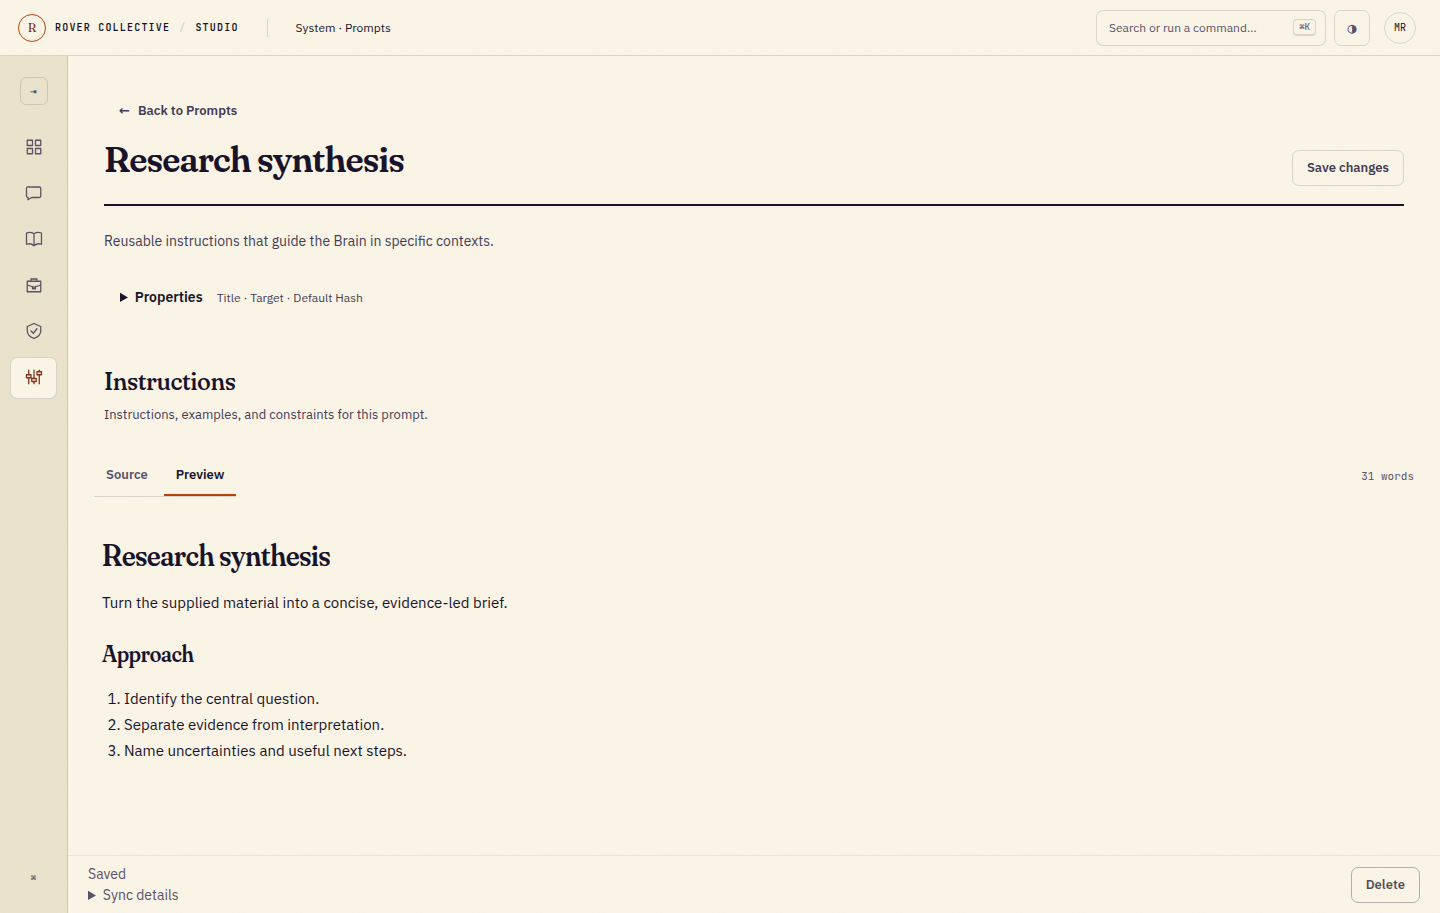 R ROVER COLLECTIVE / STUDIO System · Prompts Search or run a command... ⌘K MR
← Back to Prompts
Research synthesis
Save changes
Reusable instructions that guide the Brain in specific contexts.
Properties Title · Target · Default Hash
Instructions
Instructions, examples, and constraints for this prompt.
Source Preview 31 words
Research synthesis
Turn the supplied material into a concise, evidence-led brief.
Approach
1. Identify the central question.
2. Separate evidence from interpretation.
3. Name uncertainties and useful next steps.
Saved
⌘
Sync details
Delete